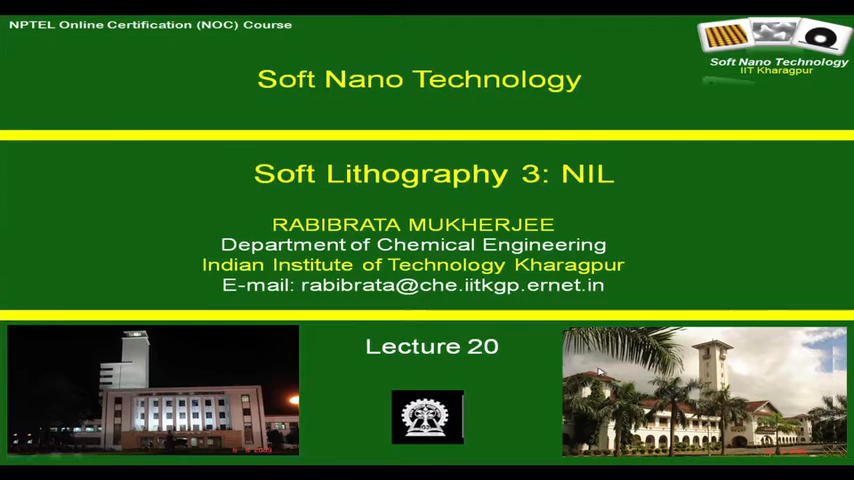 NPTEL Online Certification (NOC) Course
Soft Nano Technology
IIT Kharagpur
Soft Nano Technology
Soft Lithography 3: NIL
RABIBRATA MUKHERJEE
Department of Chemical Engineering
Indian Institute of Technology Kharagpur
E-mail: rabibrata@che.iitkgp.ernet.in
Lecture 20